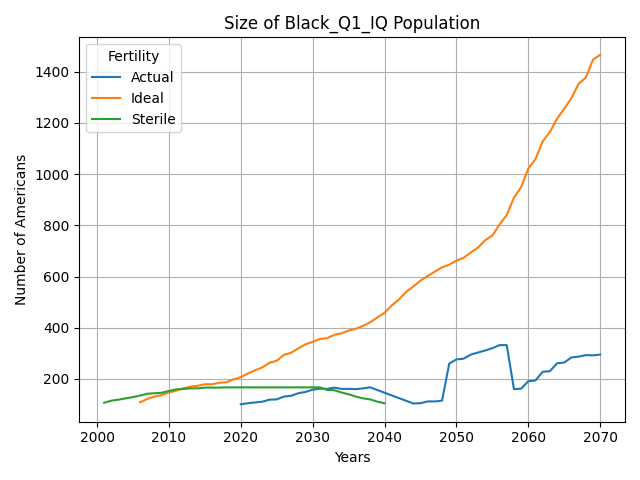 Size of Black_Q1_IQ Population
Fertility
Actual
Ideal
Sterile
Number of Americans
1400
1200
1000
800
600
400
200
2000 2010 2020 2030 2040 2050 2060 2070
Years